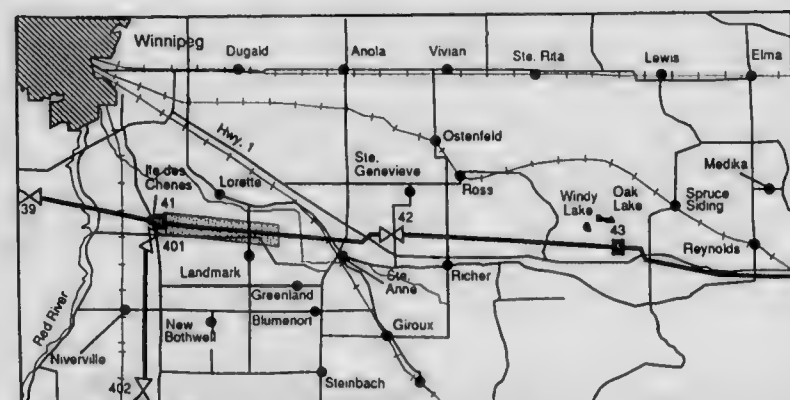 Winnipeg
Dugald
Anola
Vivian
Ste. Rita
Lewis
Elma
Hwy. 1
Ostenfeld
Ste.
Genevieve
Ross
Medika
Ile des
Chenes
Lorette
Windy
Lake
Oak
Lake
Spruce
Siding
39
41
42
43
401
Reynolds
Landmark
Ste.
Anne
Richer
Greenland
Red River
New
Bothwell
Blumenort
Giroux
Niverville
402
Steinbach